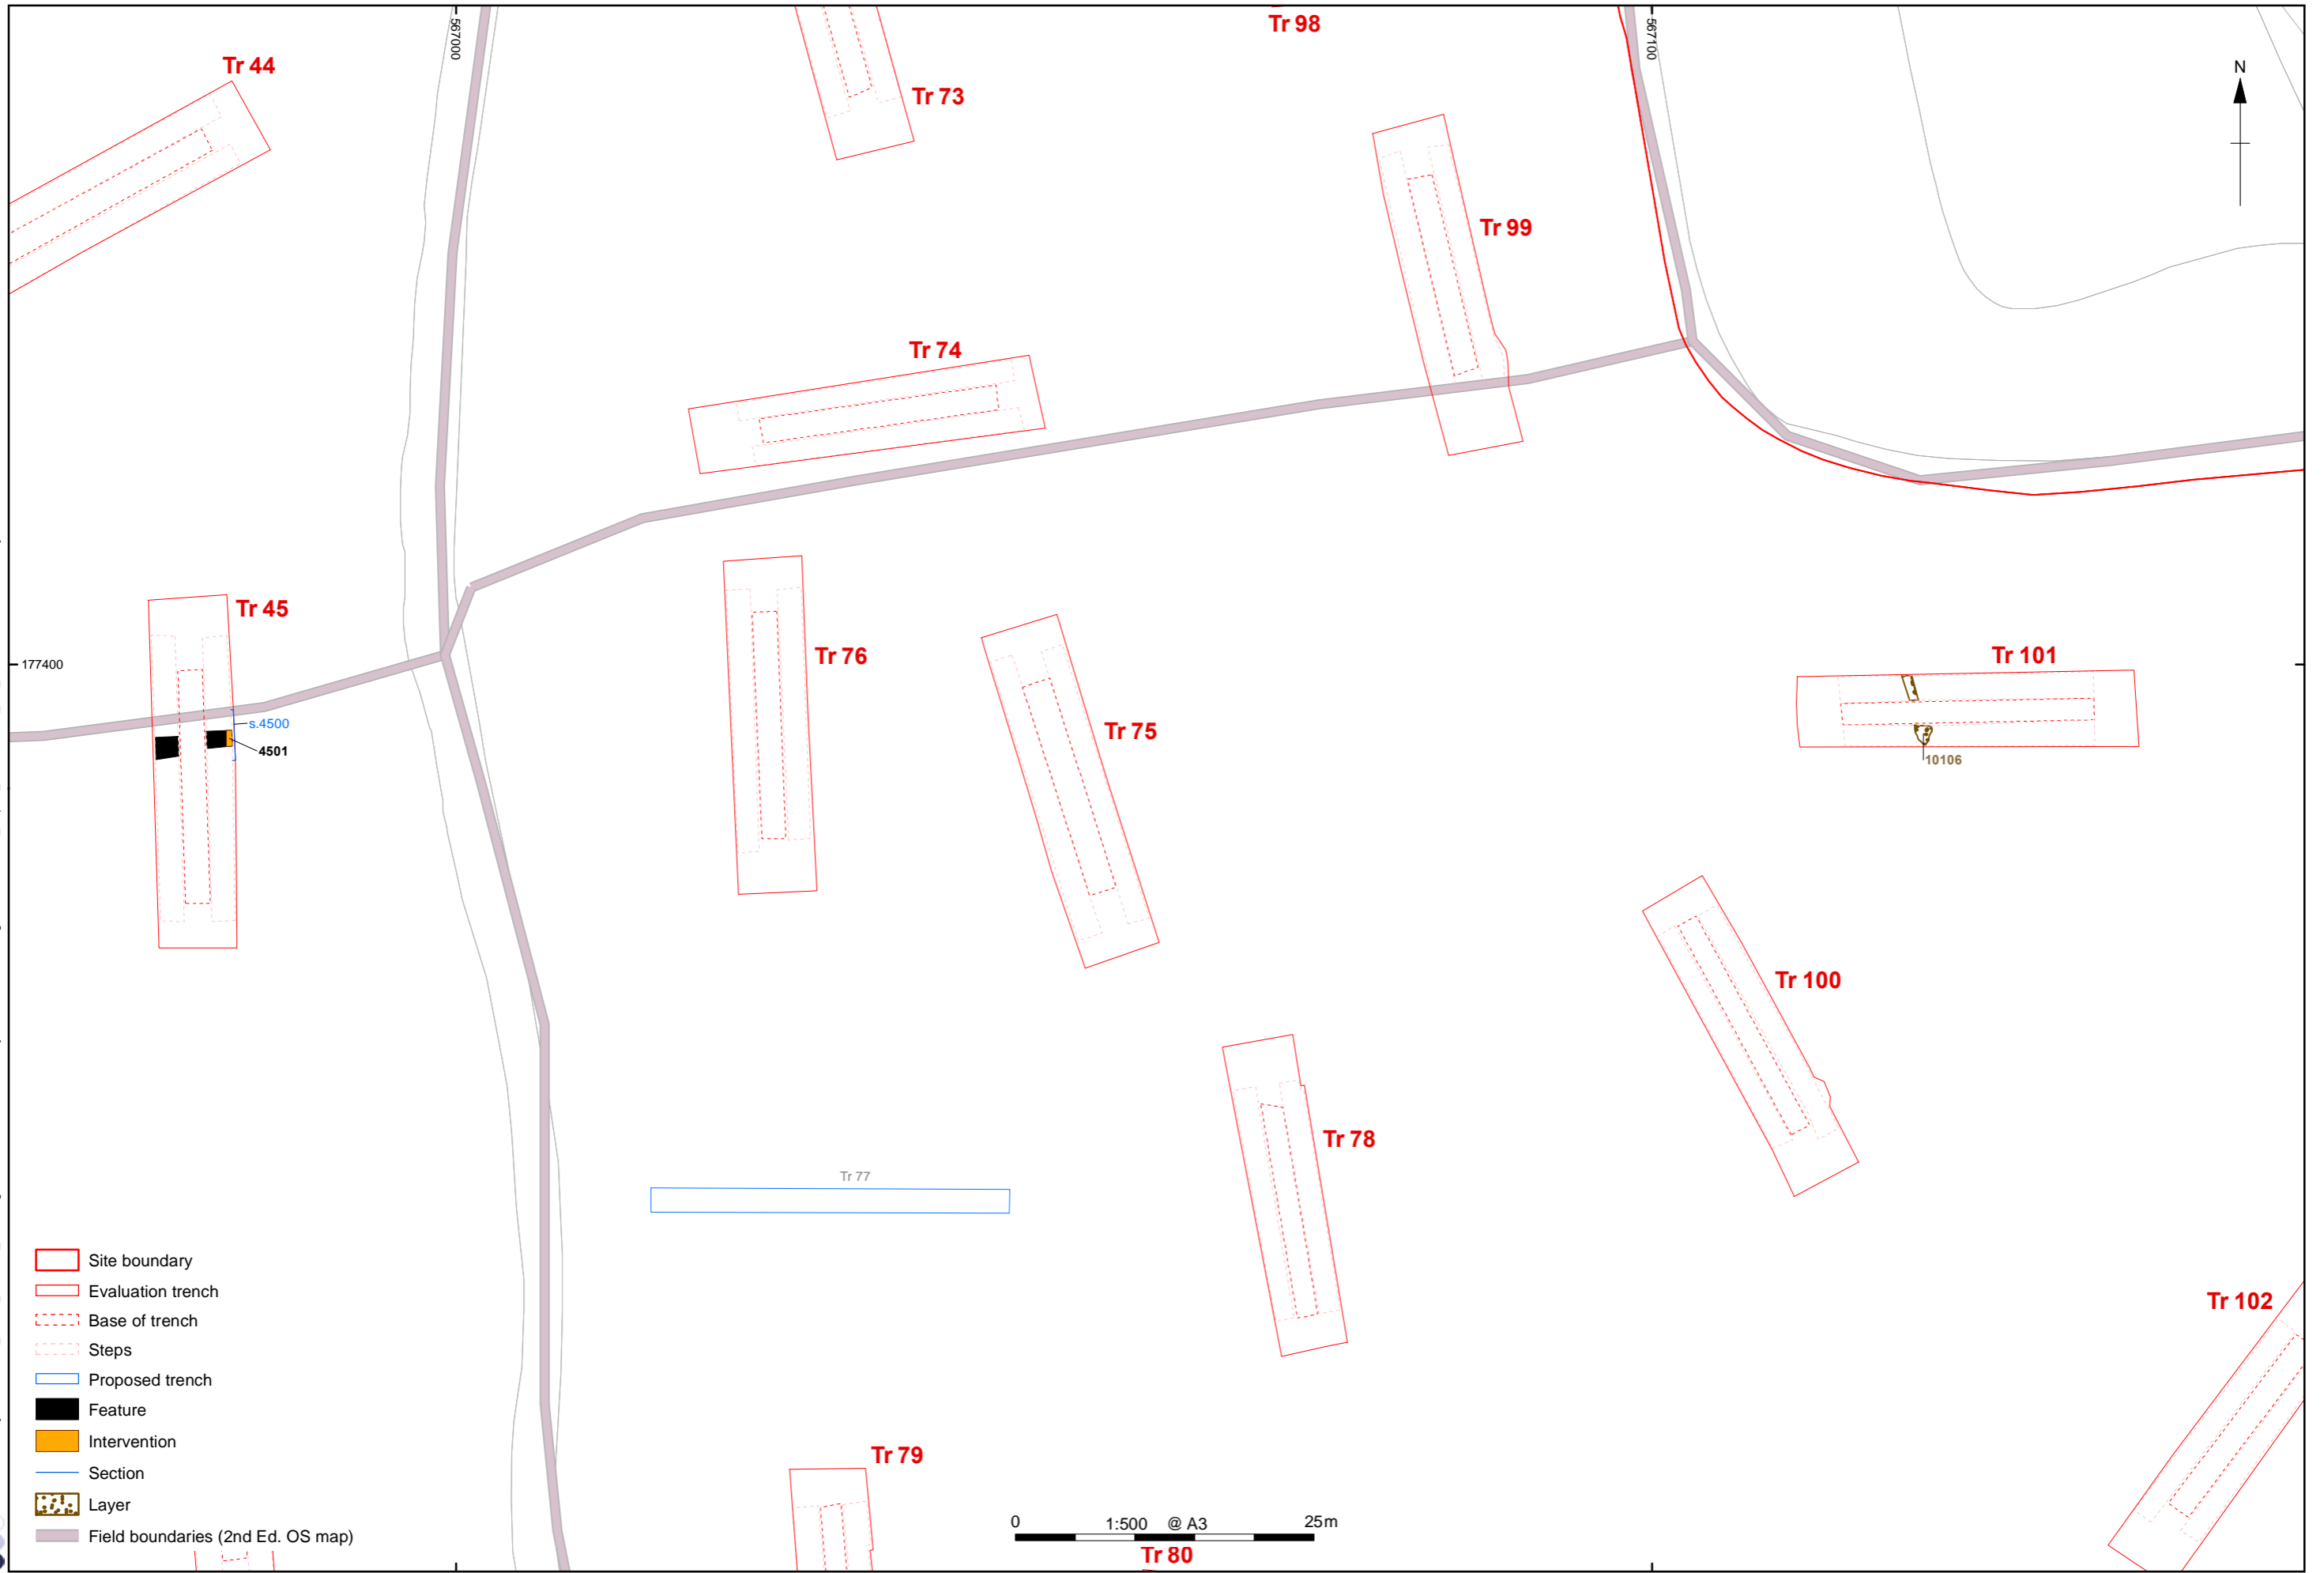 567000
Tr 98
567100
Tr 44
N
Tr 73
Tr 99
Tr 74
Tr 45
Tr 76
Tr 101
177400
s.4500
Tr 75
4501
10106
Tr 100
Tr 78
Tr 77
Site boundary
Evaluation trench
Tr 102
Base of trench
Steps
Proposed trench
Feature
Intervention
Tr 79
Section
Layer
0 1:500 @ A3 25m
Field boundaries (2nd Ed. OS map)
Tr 80